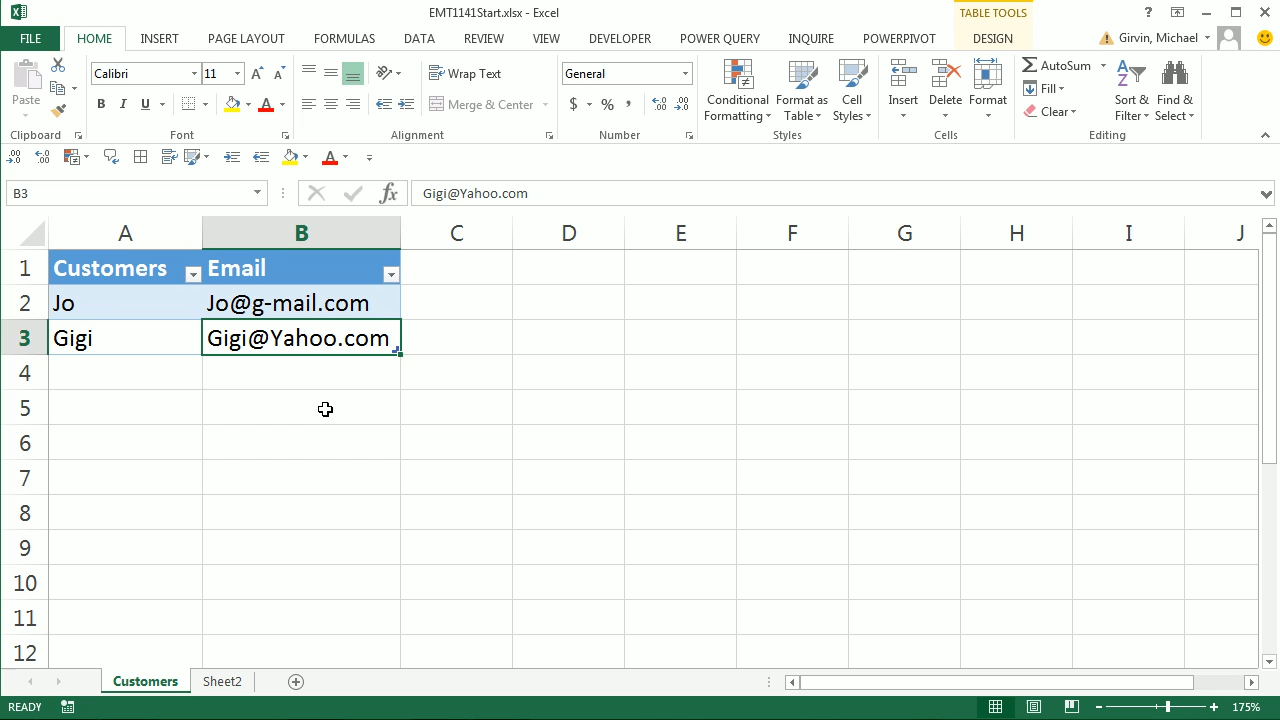 EMT1141Start.xlsx - Excel
TABLE TOOLS
?
FILE HOME INSERT PAGE LAYOUT FORMULAS DATA REVIEW VIEW DEVELOPER POWER QUERY INQUIRE POWERPIVOT DESIGN Girvin, Michael
Paste
Clipboard
Calibri 11 A A
B I U A
Font
Wrap Text
Merge & Center
Alignment
General
$ % ,
Number
Conditional Formatting
Format as Table
Cell Styles
Styles
Insert Delete Format
Cells
AutoSum
Fill
Clear
Sort & Filter
Find & Select
Editing
B3 fx Gigi@Yahoo.com
A B C D E F G H I J
1 Customers Email
2 Jo Jo@g-mail.com
3 Gigi Gigi@Yahoo.com
4
5
6
7
8
9
10
11
12
Customers Sheet2
READY 175%